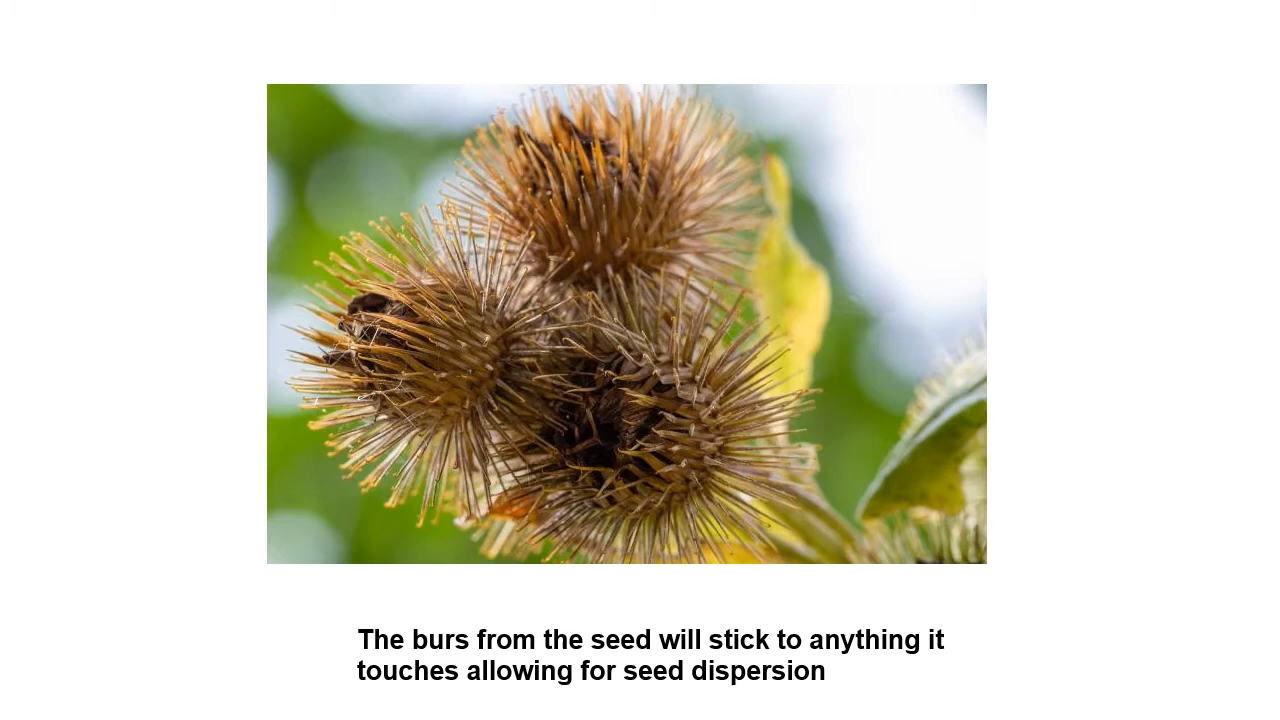 The burs from the seed will stick to anything it
touches allowing for seed dispersion